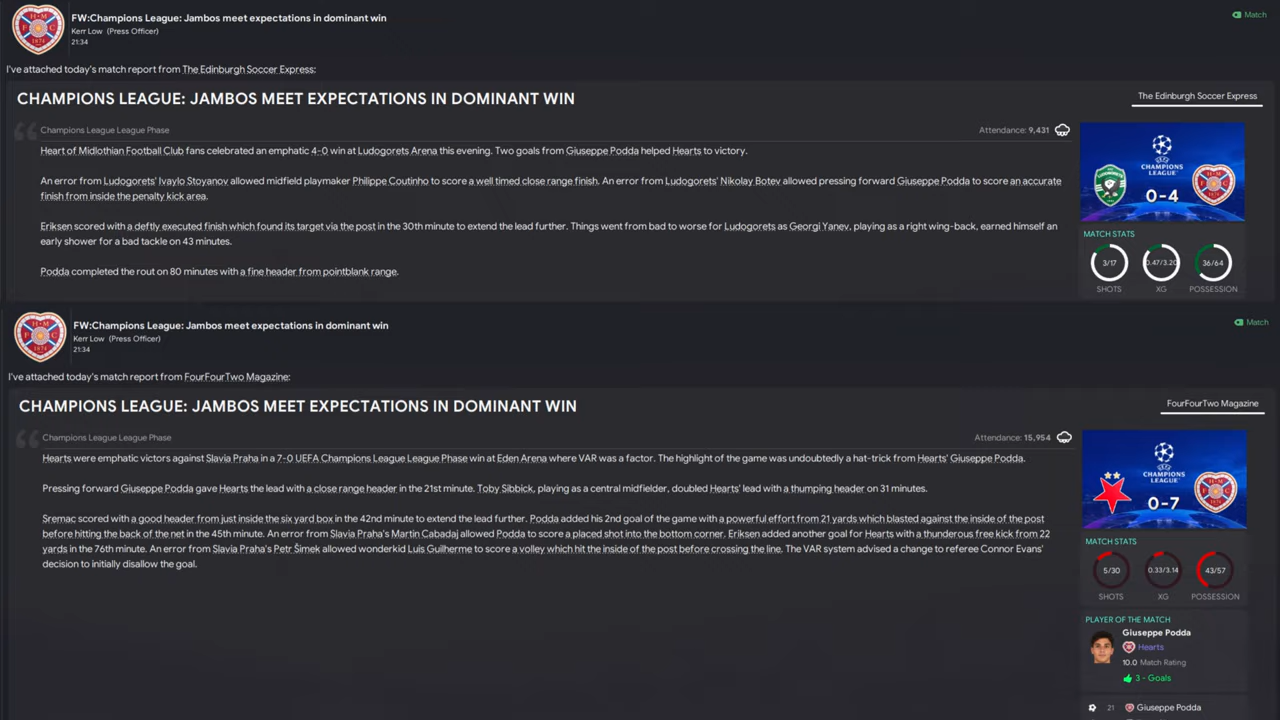 FW:Champions League: Jambos meet expectations in dominant win
Match
Kerr Low (Press Officer)
21:34
I've attached today's match report from The Edinburgh Soccer Express:
CHAMPIONS LEAGUE: JAMBOS MEET EXPECTATIONS IN DOMINANT WIN
The Edinburgh Soccer Express
Champions League League Phase
Attendance: 9,431
Heart of Midlothian Football Club fans celebrated an emphatic 4-0 win at Ludogorets Arena this evening. Two goals from Giuseppe Podda helped Hearts to victory.
An error from Ludogorets' Ivaylo Stoyanov allowed midfield playmaker Philippe Coutinho to score a well timed close range finish. An error from Ludogorets' Nikolay Botev allowed pressing forward Giuseppe Podda to score an accurate
finish from inside the penalty kick area.
Eriksen scored with a deftly executed finish which found its target via the post in the 30th minute to extend the lead further. Things went from bad to worse for Ludogorets as Georgi Yanev, playing as a right wing-back, earned himself an
early shower for a bad tackle on 43 minutes.
Podda completed the rout on 80 minutes with a fine header from pointblank range.
CHAMPIONS
LEAGUE
0-4
MATCH STATS
3/17
0.47/3.20
36/64
SHOTS
XG
POSSESSION
FW:Champions League: Jambos meet expectations in dominant win
Match
Kerr Low (Press Officer)
21:34
I've attached today's match report from FourFourTwo Magazine:
CHAMPIONS LEAGUE: JAMBOS MEET EXPECTATIONS IN DOMINANT WIN
FourFourTwo Magazine
Champions League League Phase
Attendance: 15,954
Hearts were emphatic victors against Slavia Praha in a 7-0 UEFA Champions League League Phase win at Eden Arena where VAR was a factor. The highlight of the game was undoubtedly a hat-trick from Hearts' Giuseppe Podda.
Pressing forward Giuseppe Podda gave Hearts the lead with a close range header in the 21st minute. Toby Sibbick, playing as a central midfielder, doubled Hearts' lead with a thumping header on 31 minutes.
Sremac scored with a good header from just inside the six yard box in the 42nd minute to extend the lead further. Podda added his 2nd goal of the game with a powerful effort from 21 yards which blasted against the inside of the post
before hitting the back of the net in the 45th minute. An error from Slavia Praha's Martin Cabadaj allowed Podda to score a placed shot into the bottom corner. Eriksen added another goal for Hearts with a thunderous free kick from 22
yards in the 76th minute. An error from Slavia Praha's Petr Šimek allowed wonderkid Luis Guilherme to score a volley which hit the inside of the post before crossing the line. The VAR system advised a change to referee Connor Evans'
decision to initially disallow the goal.
CHAMPIONS
LEAGUE
0-7
MATCH STATS
5/30
0.33/3.14
43/57
SHOTS
XG
POSSESSION
PLAYER OF THE MATCH
Giuseppe Podda
Hearts
10.0 Match Rating
3 - Goals
21 Giuseppe Podda